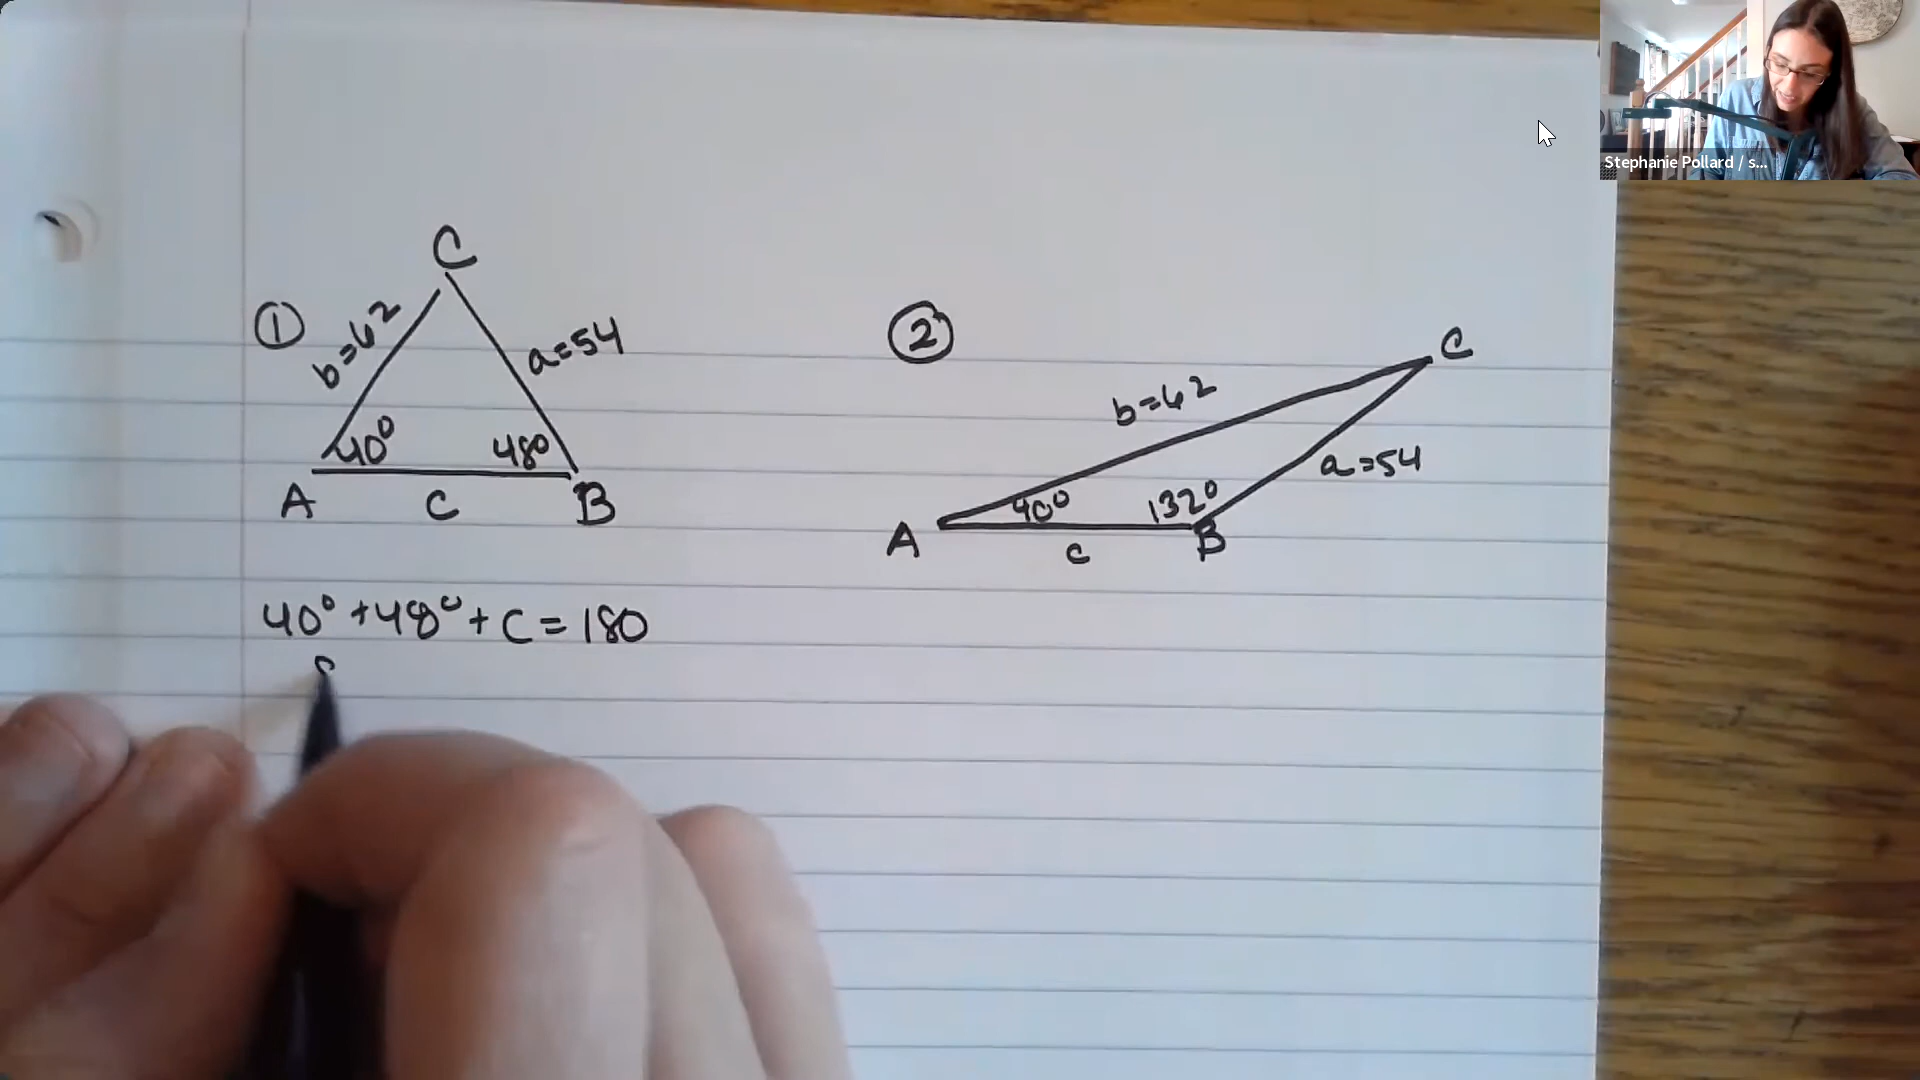 Stephanie Pollard / s...
C
①
b=62
a=54
40°
48°
A
C
B
②
C
b=62
a=54
40°
132°
A
B
c
40° + 48° + C = 180